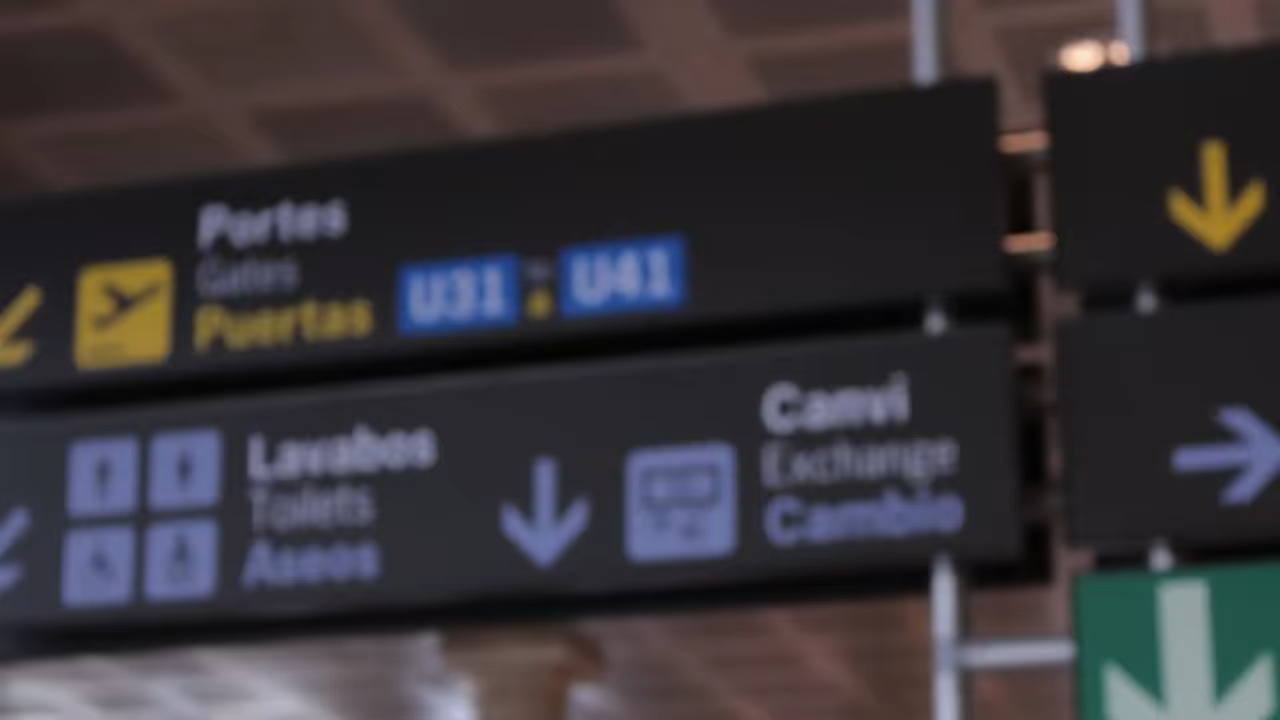 Portes
Gates
Puertas
U31 U41
Lavabos
Toilets
Aseos
Canvi
Exchange
Cambio